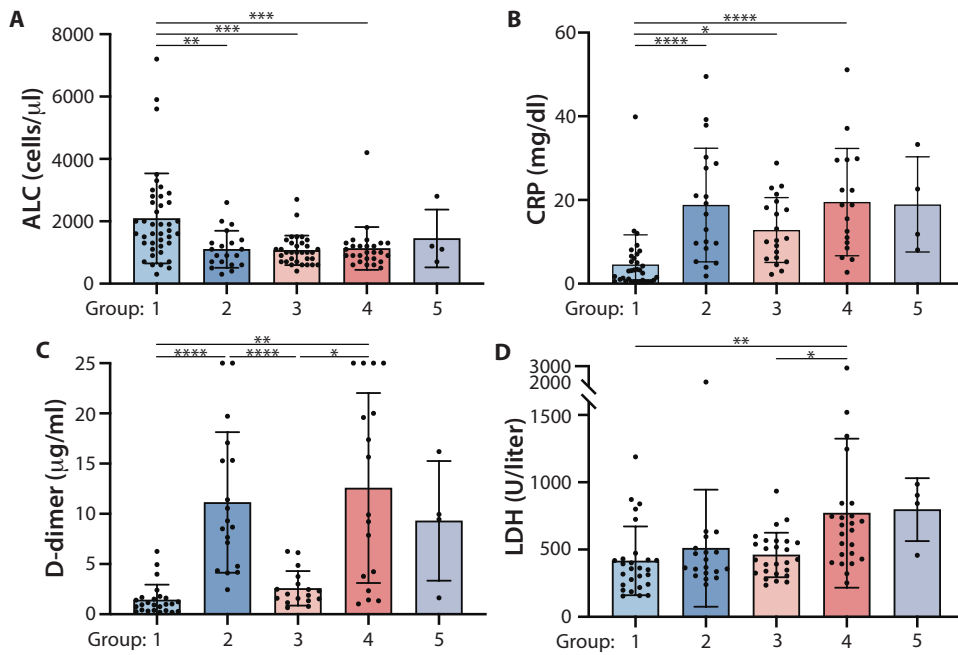 A
ALC (cells/μl)
8000
6000
4000
2000
0
***
***
**
Group: 1 2 3 4 5
B
CRP (mg/dl)
60
40
20
0
****
*
****
Group: 1 2 3 4 5
C
D-dimer (μg/ml)
25
20
15
10
5
0
**
**** **** *
Group: 1 2 3 4 5
D
LDH (U/liter)
3000
2000
1500
1000
500
0
**
*
Group: 1 2 3 4 5